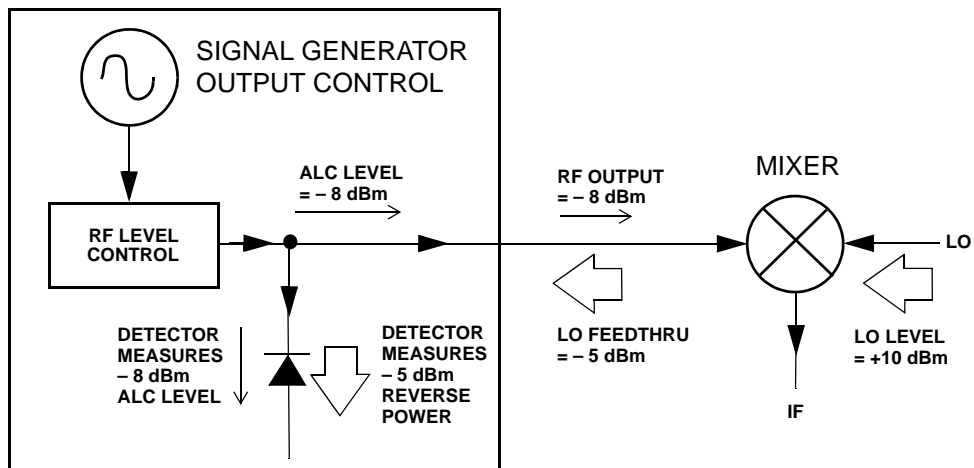 SIGNAL GENERATOR
OUTPUT CONTROL
ALC LEVEL
= – 8 dBm
RF OUTPUT
= – 8 dBm
MIXER
RF LEVEL
CONTROL
LO
DETECTOR
MEASURES
– 8 dBm
ALC LEVEL
DETECTOR
MEASURES
– 5 dBm
REVERSE
POWER
LO FEEDTHRU
= – 5 dBm
LO LEVEL
= +10 dBm
IF